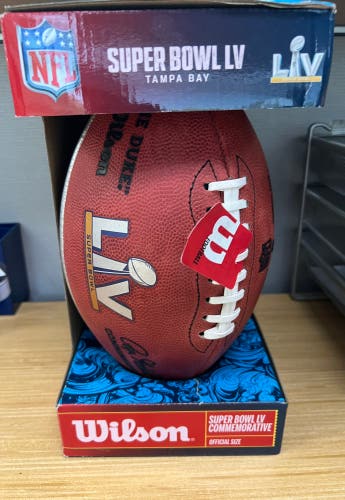 NFL
SUPER BOWL LV
TAMPA BAY
LV
"THE DUKE"
Wilson
W
SUPER BOWL
LV
Wilson
SUPER BOWL LV
COMMEMORATIVE
OFFICIAL SIZE